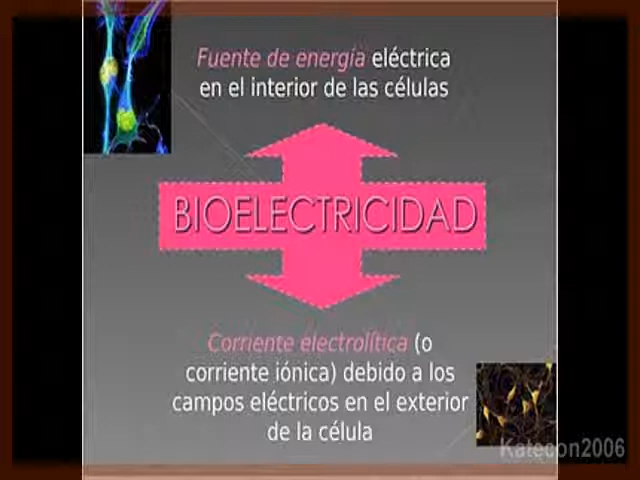 Fuente de energía eléctrica
en el interior de las células
BIOELECTRICIDAD
Corriente electrolítica (o
corriente iónica) debido a los
campos eléctricos en el exterior
de la célula
Katecon2006